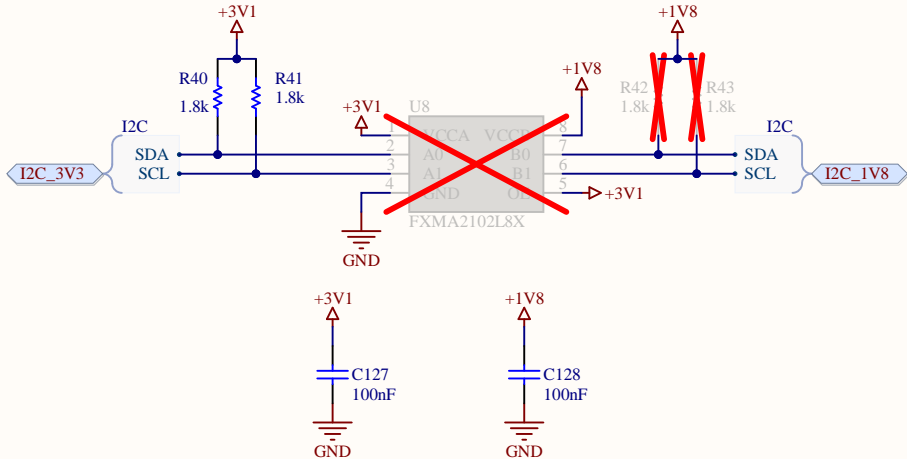 +3V1
+1V8
R40
1.8k
R41
1.8k
+3V1
U8
+1V8
R42
1.8k
R43
1.8k
I2C
I2C
1
VCCA
VCCB
8
SDA
2
A0
B0
7
SDA
I2C_3V3
SCL
3
A1
B1
6
SCL
I2C_1V8
4
GND
OE
5
+3V1
FXMA2102L8X
GND
+3V1
+1V8
C127
100nF
C128
100nF
GND
GND